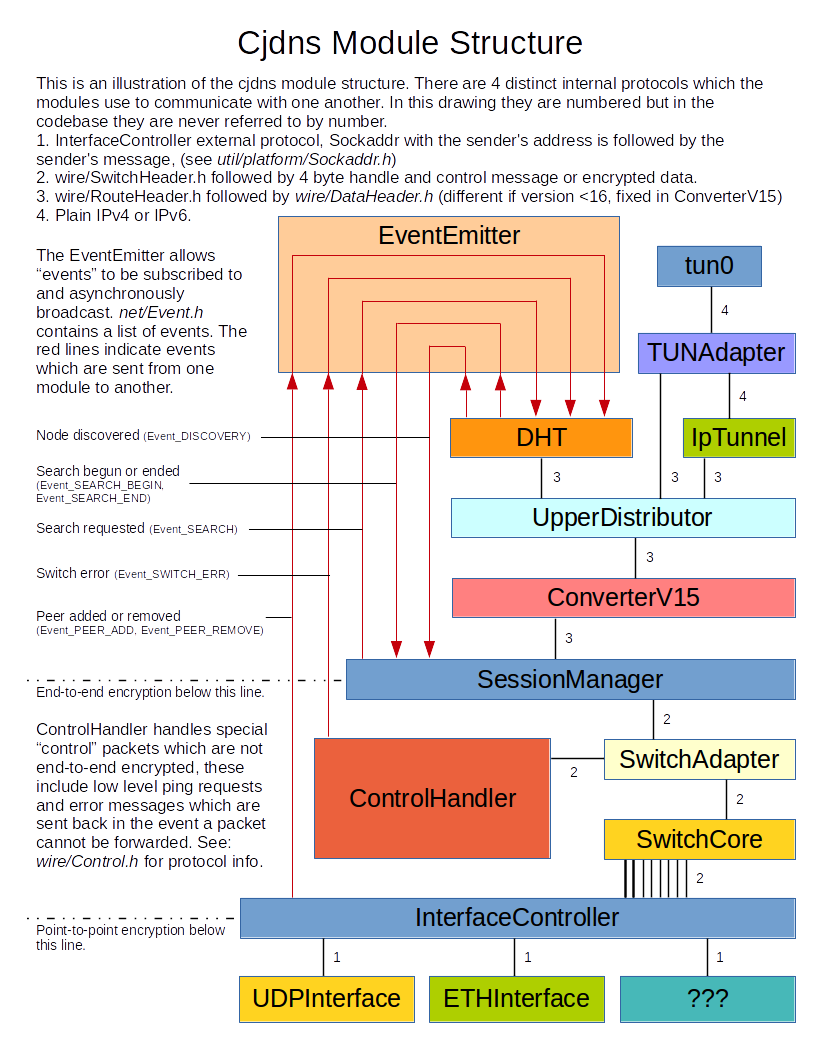 Cjdns Module Structure
This is an illustration of the cjdns module structure. There are 4 distinct internal protocols which the
modules use to communicate with one another. In this drawing they are numbered but in the
codebase they are never referred to by number.
1. InterfaceController external protocol, Sockaddr with the sender's address is followed by the
sender's message, (see util/platform/Sockaddr.h)
2. wire/SwitchHeader.h followed by 4 byte handle and control message or encrypted data.
3. wire/RouteHeader.h followed by wire/DataHeader.h (different if version <16, fixed in ConverterV15)
4. Plain IPv4 or IPv6.
The EventEmitter allows
“events” to be subscribed to
and asynchronously
broadcast. net/Event.h
contains a list of events. The
red lines indicate events
which are sent from one
module to another.
EventEmitter
tun0
4
TUNAdapter
4
DHT
IpTunnel
Node discovered (Event_DISCOVERY)
3
3
3
Search begun or ended
(Event_SEARCH_BEGIN,
Event_SEARCH_END)
UpperDistributor
Search requested (Event_SEARCH)
3
Switch error (Event_SWITCH_ERR)
ConverterV15
Peer added or removed
(Event_PEER_ADD, Event_PEER_REMOVE)
3
SessionManager
End-to-end encryption below this line.
2
ControlHandler handles special
“control” packets which are not
end-to-end encrypted, these
include low level ping requests
and error messages which are
sent back in the event a packet
cannot be forwarded. See:
wire/Control.h for protocol info.
ControlHandler
2
SwitchAdapter
2
SwitchCore
2
InterfaceController
Point-to-point encryption below
this line.
1
1
1
UDPInterface
ETHInterface
???